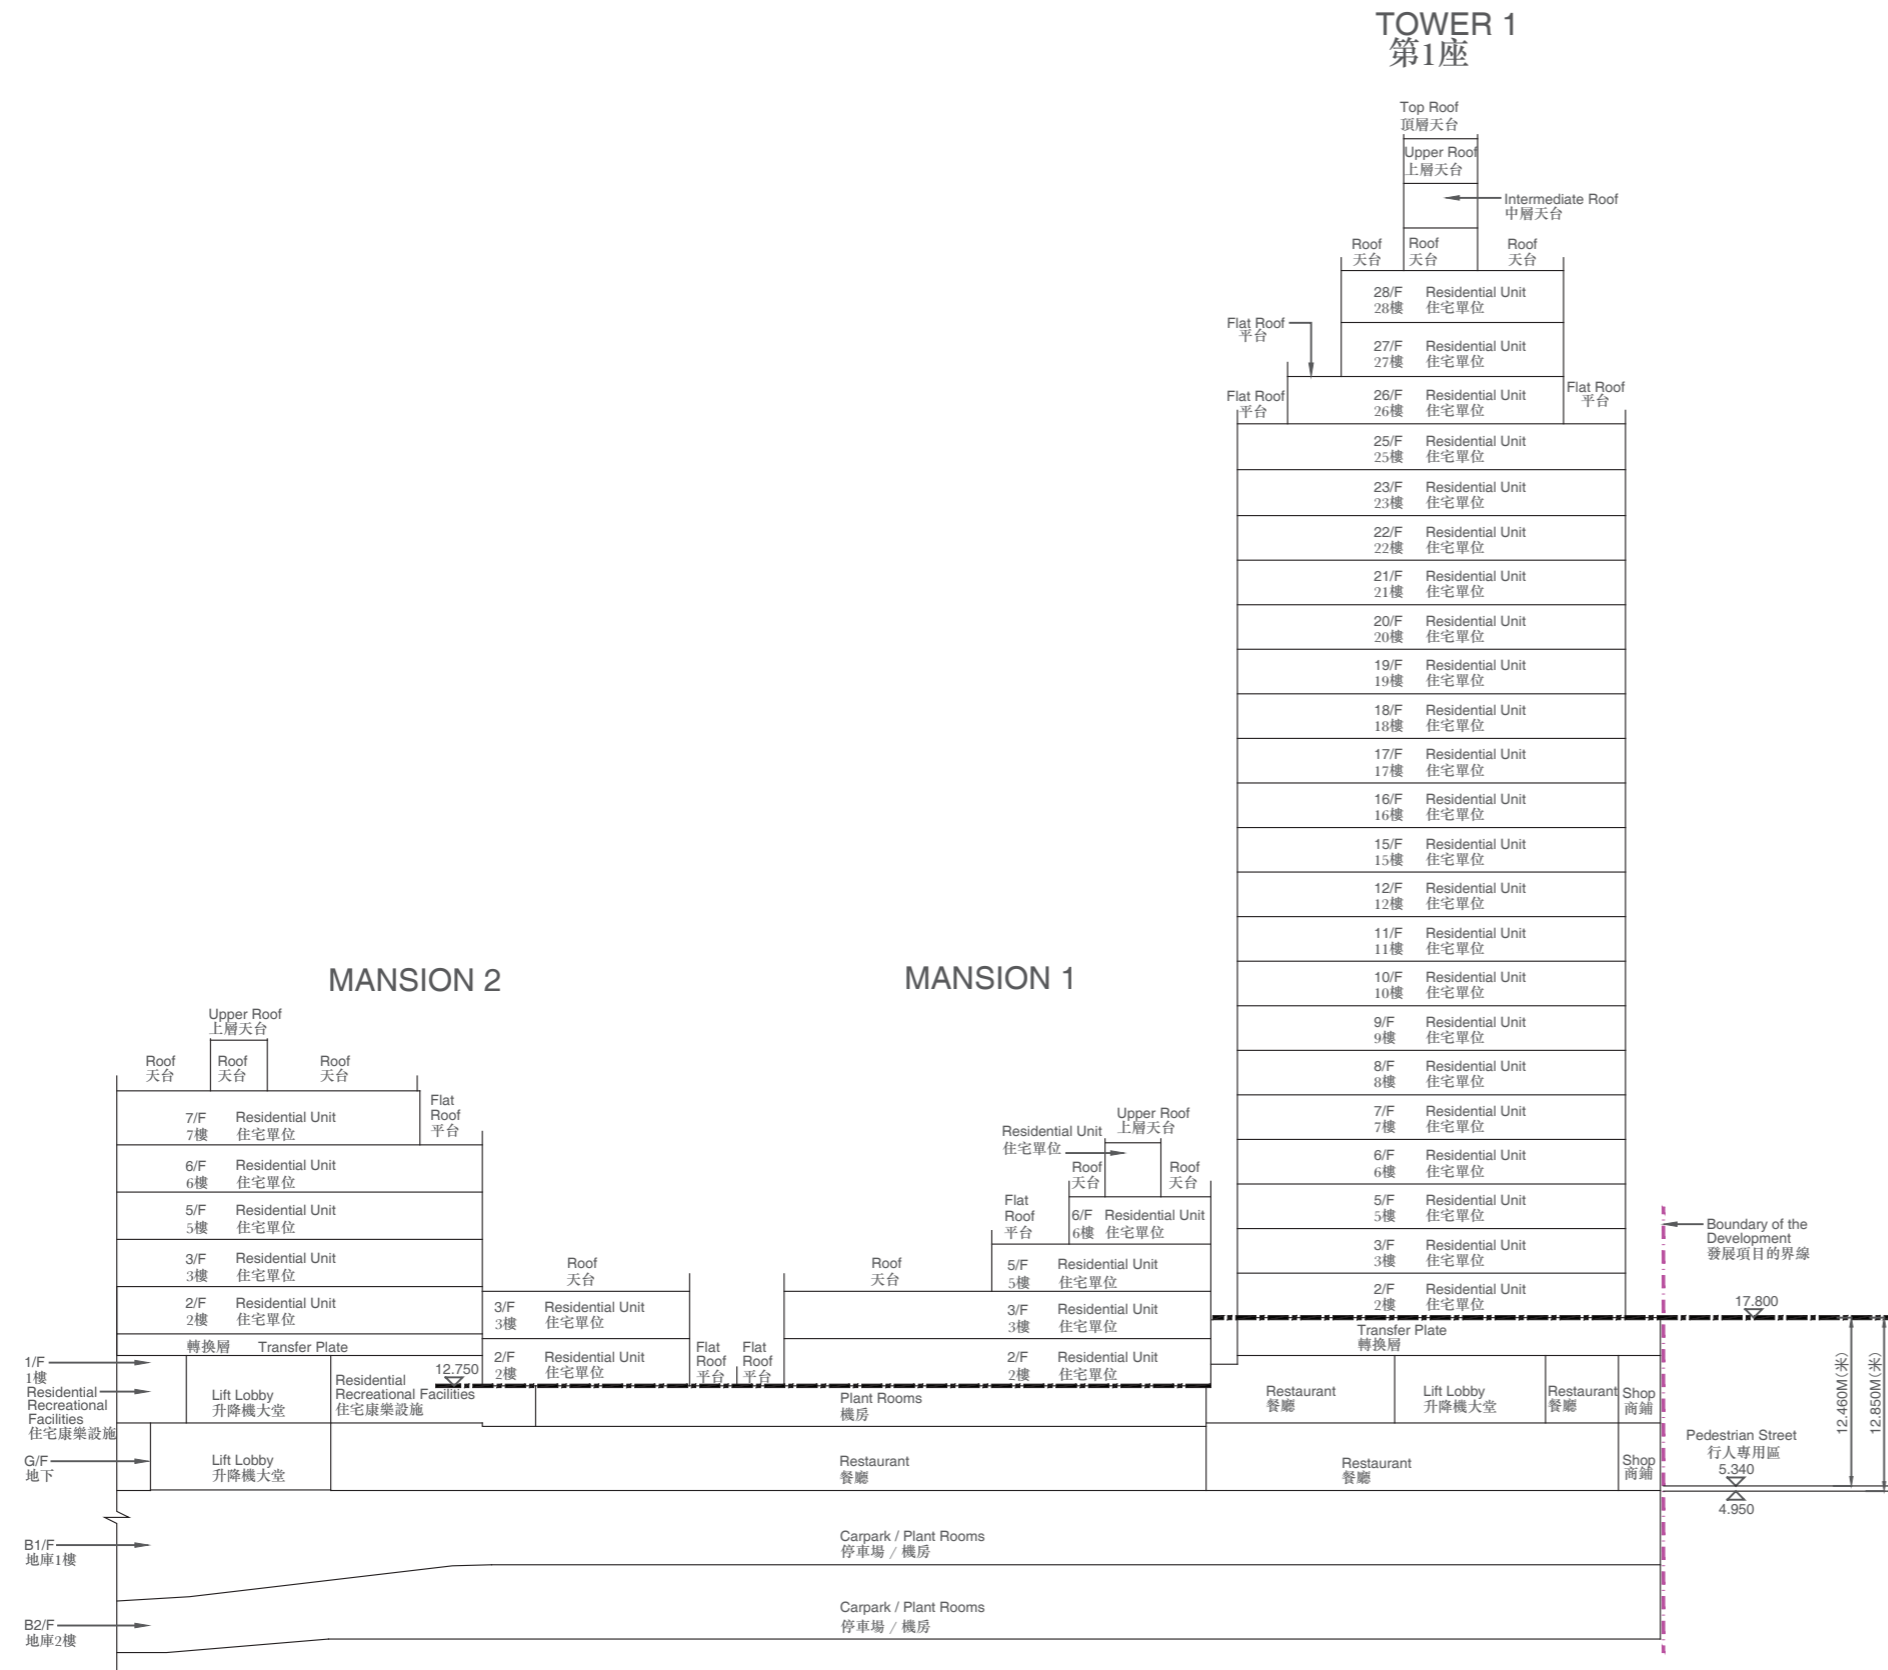 TOWER 1
第1座
Top Roof
頂層天台
Upper Roof
上層天台
Intermediate Roof
中層天台
Roof
天台
Roof
天台
Roof
天台
28/F Residential Unit
28樓 住宅單位
Flat Roof
平台
27/F Residential Unit
27樓 住宅單位
Flat Roof
平台
26/F Residential Unit
26樓 住宅單位
Flat Roof
平台
25/F Residential Unit
25樓 住宅單位
23/F Residential Unit
23樓 住宅單位
22/F Residential Unit
22樓 住宅單位
21/F Residential Unit
21樓 住宅單位
20/F Residential Unit
20樓 住宅單位
19/F Residential Unit
19樓 住宅單位
18/F Residential Unit
18樓 住宅單位
17/F Residential Unit
17樓 住宅單位
16/F Residential Unit
16樓 住宅單位
15/F Residential Unit
15樓 住宅單位
12/F Residential Unit
12樓 住宅單位
11/F Residential Unit
11樓 住宅單位
10/F Residential Unit
10樓 住宅單位
9/F Residential Unit
9樓 住宅單位
8/F Residential Unit
8樓 住宅單位
7/F Residential Unit
7樓 住宅單位
6/F Residential Unit
6樓 住宅單位
5/F Residential Unit
5樓 住宅單位
3/F Residential Unit
3樓 住宅單位
2/F Residential Unit
2樓 住宅單位
Transfer Plate
轉換層
Restaurant
餐廳
Lift Lobby
升降機大堂
Restaurant
餐廳
Shop
商鋪
Restaurant
餐廳
Shop
商鋪
MANSION 2
Upper Roof
上層天台
Roof
天台
Roof
天台
Roof
天台
7/F Residential Unit
7樓 住宅單位
Flat
Roof
平台
6/F Residential Unit
6樓 住宅單位
5/F Residential Unit
5樓 住宅單位
3/F Residential Unit
3樓 住宅單位
2/F Residential Unit
2樓 住宅單位
轉換層 Transfer Plate
Roof
天台
3/F Residential Unit
3樓 住宅單位
2/F Residential Unit
2樓 住宅單位
Flat
Roof
平台
Flat
Roof
平台
1/F
1樓
Residential
Recreational
Facilities
住宅康樂設施
Lift Lobby
升降機大堂
Residential
Recreational Facilities
住宅康樂設施
12.750
G/F
地下
Lift Lobby
升降機大堂
MANSION 1
Upper Roof
上層天台
Residential Unit
住宅單位
Roof
天台
Roof
天台
Flat
Roof
平台
6/F Residential Unit
6樓 住宅單位
Roof
天台
5/F Residential Unit
5樓 住宅單位
3/F Residential Unit
3樓 住宅單位
2/F Residential Unit
2樓 住宅單位
Plant Rooms
機房
Restaurant
餐廳
B1/F
地庫1樓
Carpark / Plant Rooms
停車場 / 機房
B2/F
地庫2樓
Carpark / Plant Rooms
停車場 / 機房
Boundary of the
Development
發展項目的界線
17.800
12.460M(米)
12.850M(米)
Pedestrian Street
行人專用區
5.340
4.950